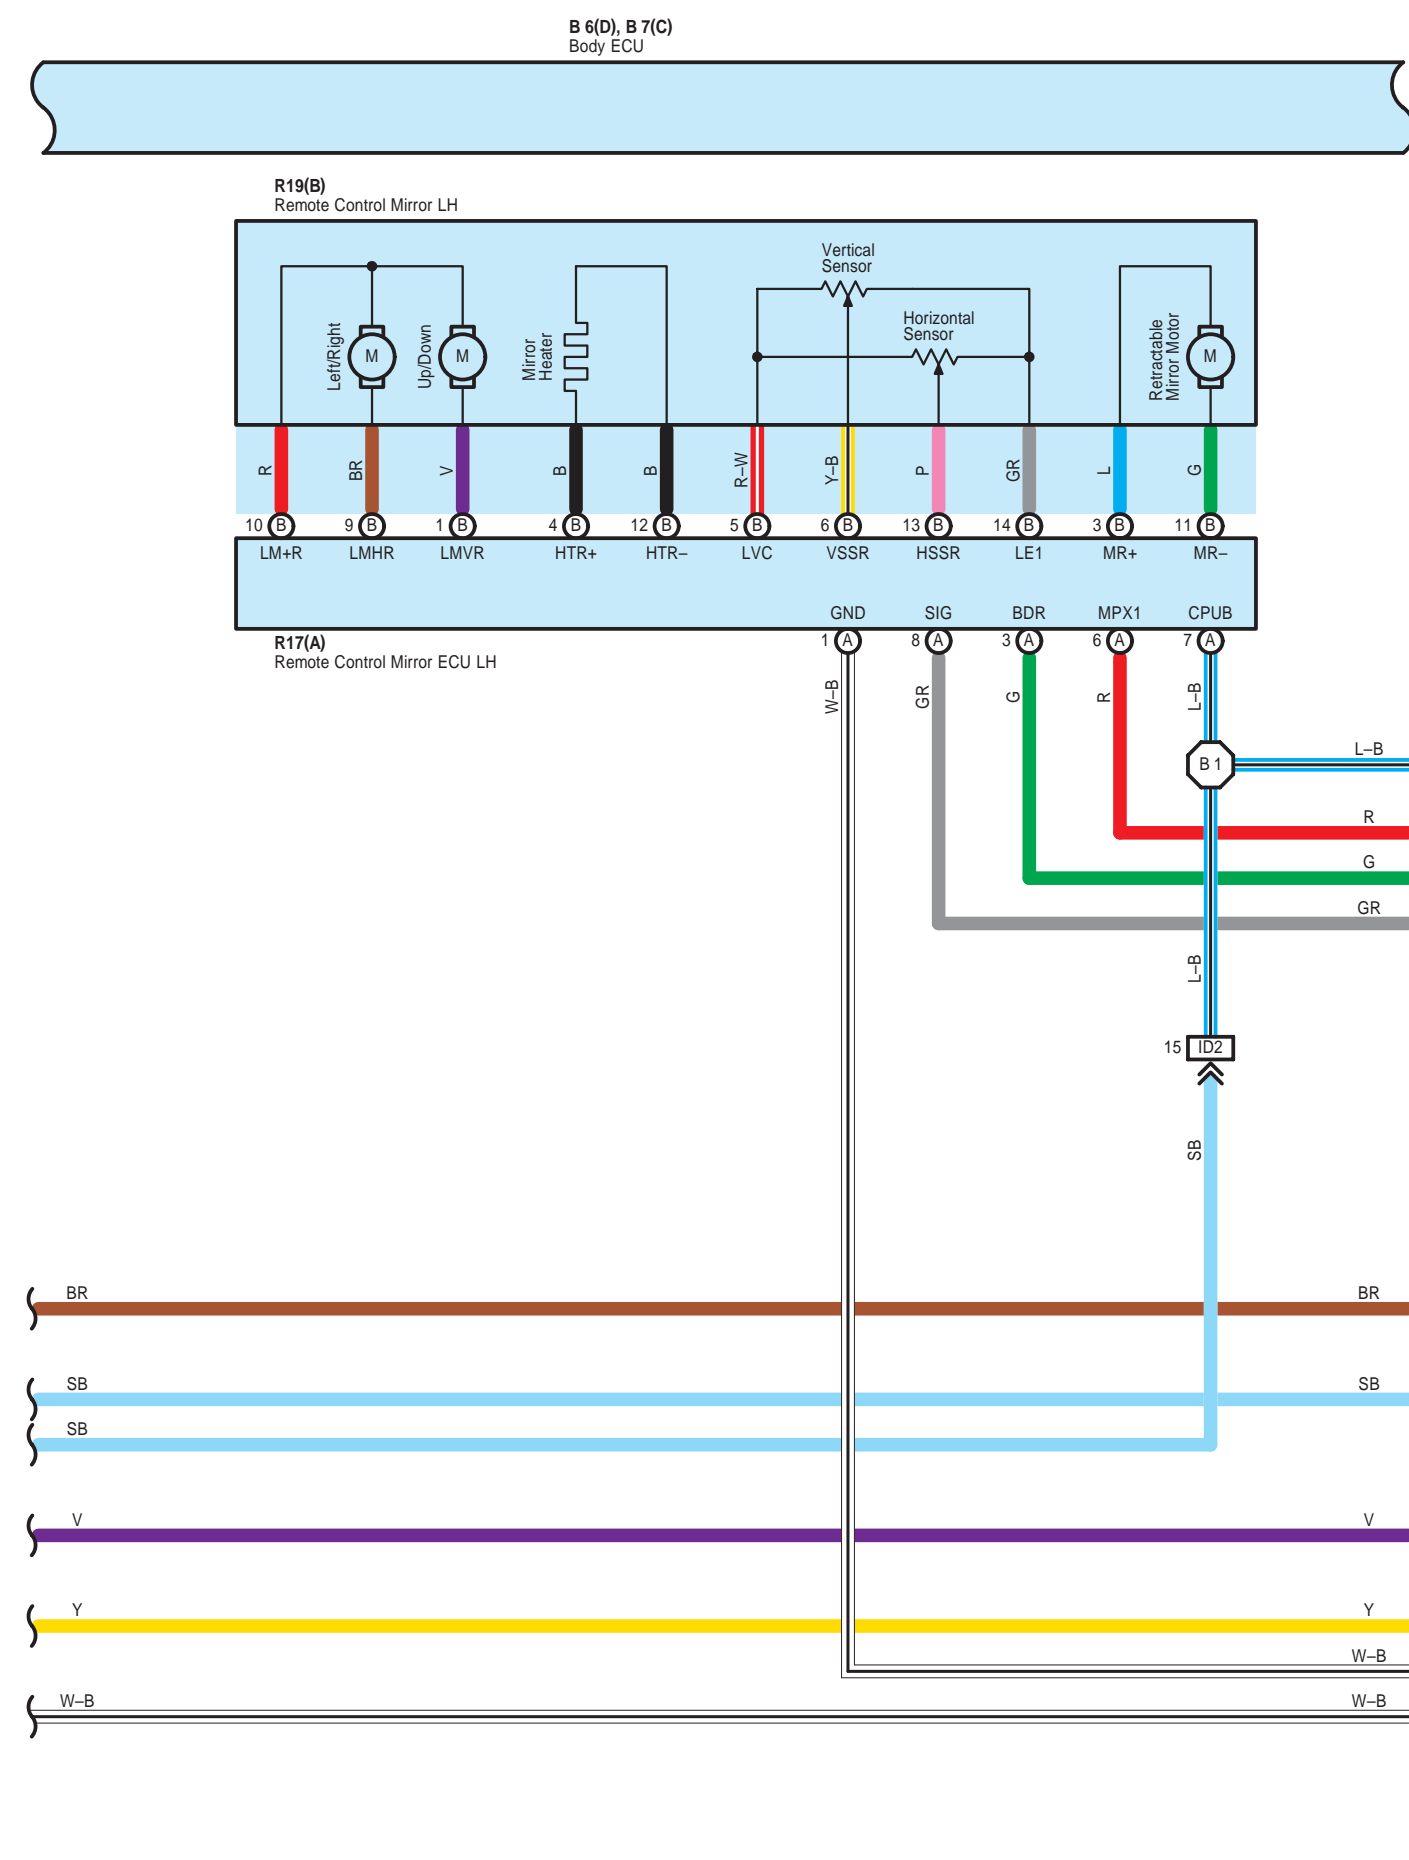 B 6(D), B 7(C)
Body ECU
R19(B)
Remote Control Mirror LH
Vertical
Sensor
Horizontal
Sensor
Left/Right
M
Up/Down
M
Mirror
Heater
Retractable
Mirror Motor
M
R
BR
V
B
B
R–W
Y–B
P
GR
L
G
10 B
9 B
1 B
4 B
12 B
5 B
6 B
13 B
14 B
3 B
11 B
LM+R
LMHR
LMVR
HTR+
HTR–
LVC
VSSR
HSSR
LE1
MR+
MR–
GND
SIG
BDR
MPX1
CPUB
1 A
8 A
3 A
6 A
7 A
R17(A)
Remote Control Mirror ECU LH
W–B
GR
G
R
L–B
B 1
L–B
R
G
GR
L–B
15 ID2
SB
BR
BR
SB
SB
SB
V
V
Y
Y
W–B
W–B
W–B